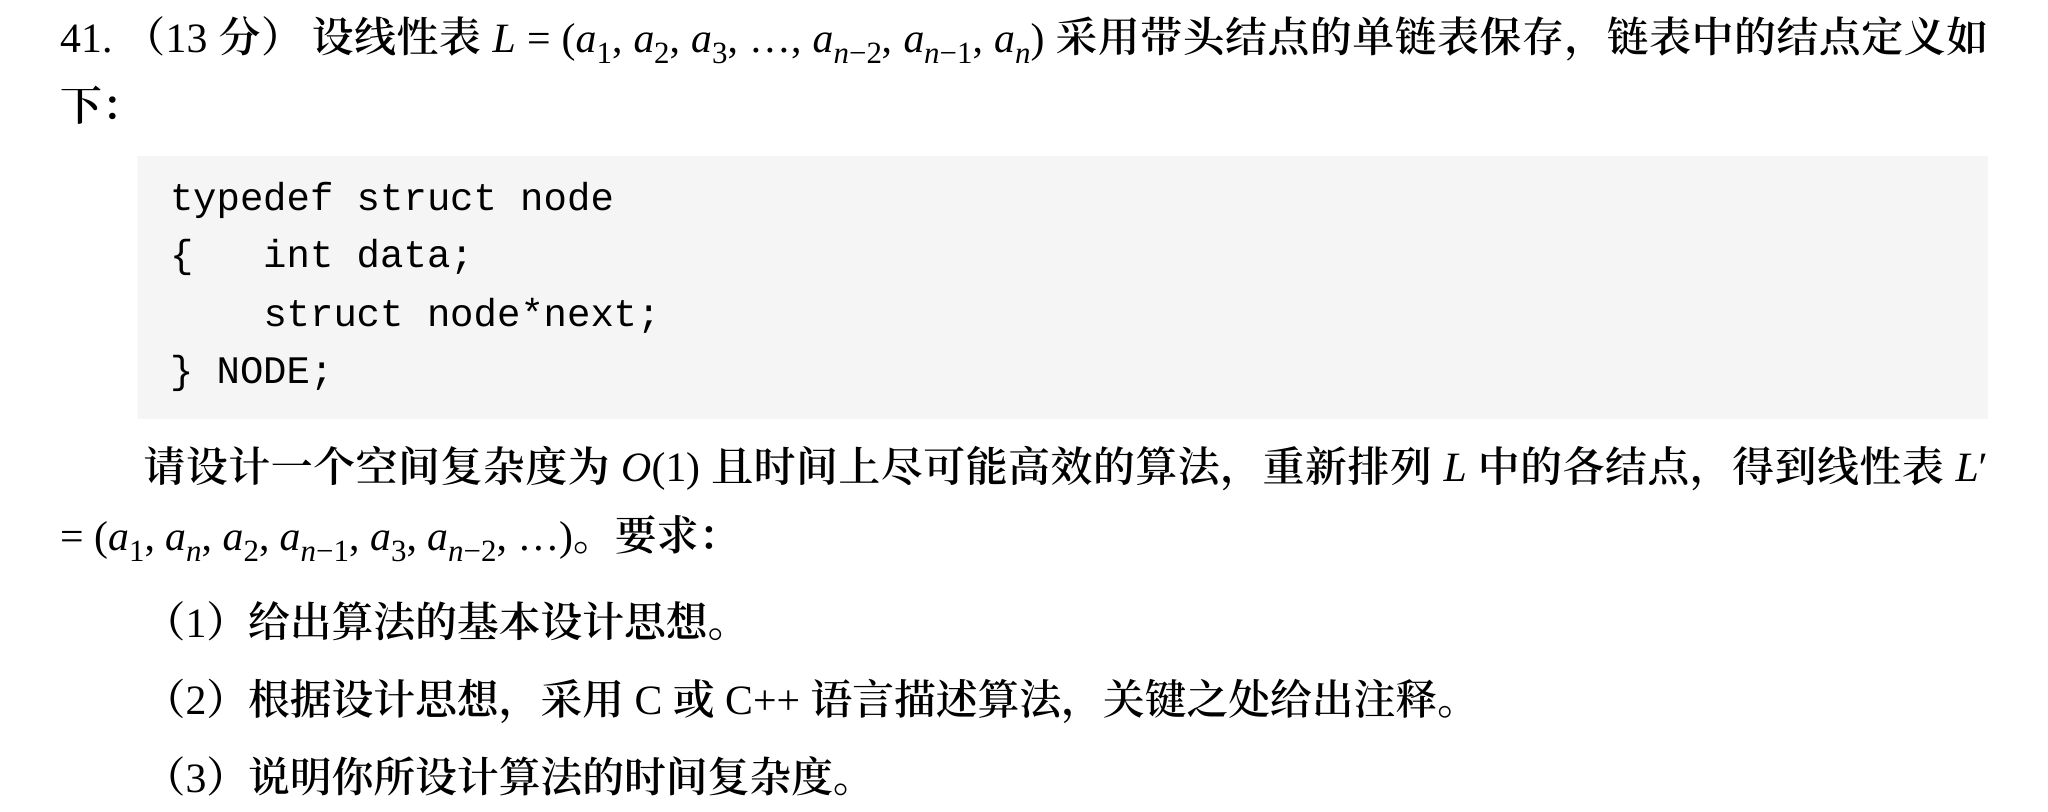 41. （13 分） 设线性表 L = (a₁, a₂, a₃, …, aₙ₋₂, aₙ₋₁, aₙ) 采用带头结点的单链表保存，链表中的结点定义如
下：
typedef struct node
{   int data;
    struct node*next;
} NODE;
请设计一个空间复杂度为 O(1) 且时间上尽可能高效的算法，重新排列 L 中的各结点，得到线性表 L′
= (a₁, aₙ, a₂, aₙ₋₁, a₃, aₙ₋₂, …)。要求：
（1）给出算法的基本设计思想。
（2）根据设计思想，采用 C 或 C++ 语言描述算法，关键之处给出注释。
（3）说明你所设计算法的时间复杂度。